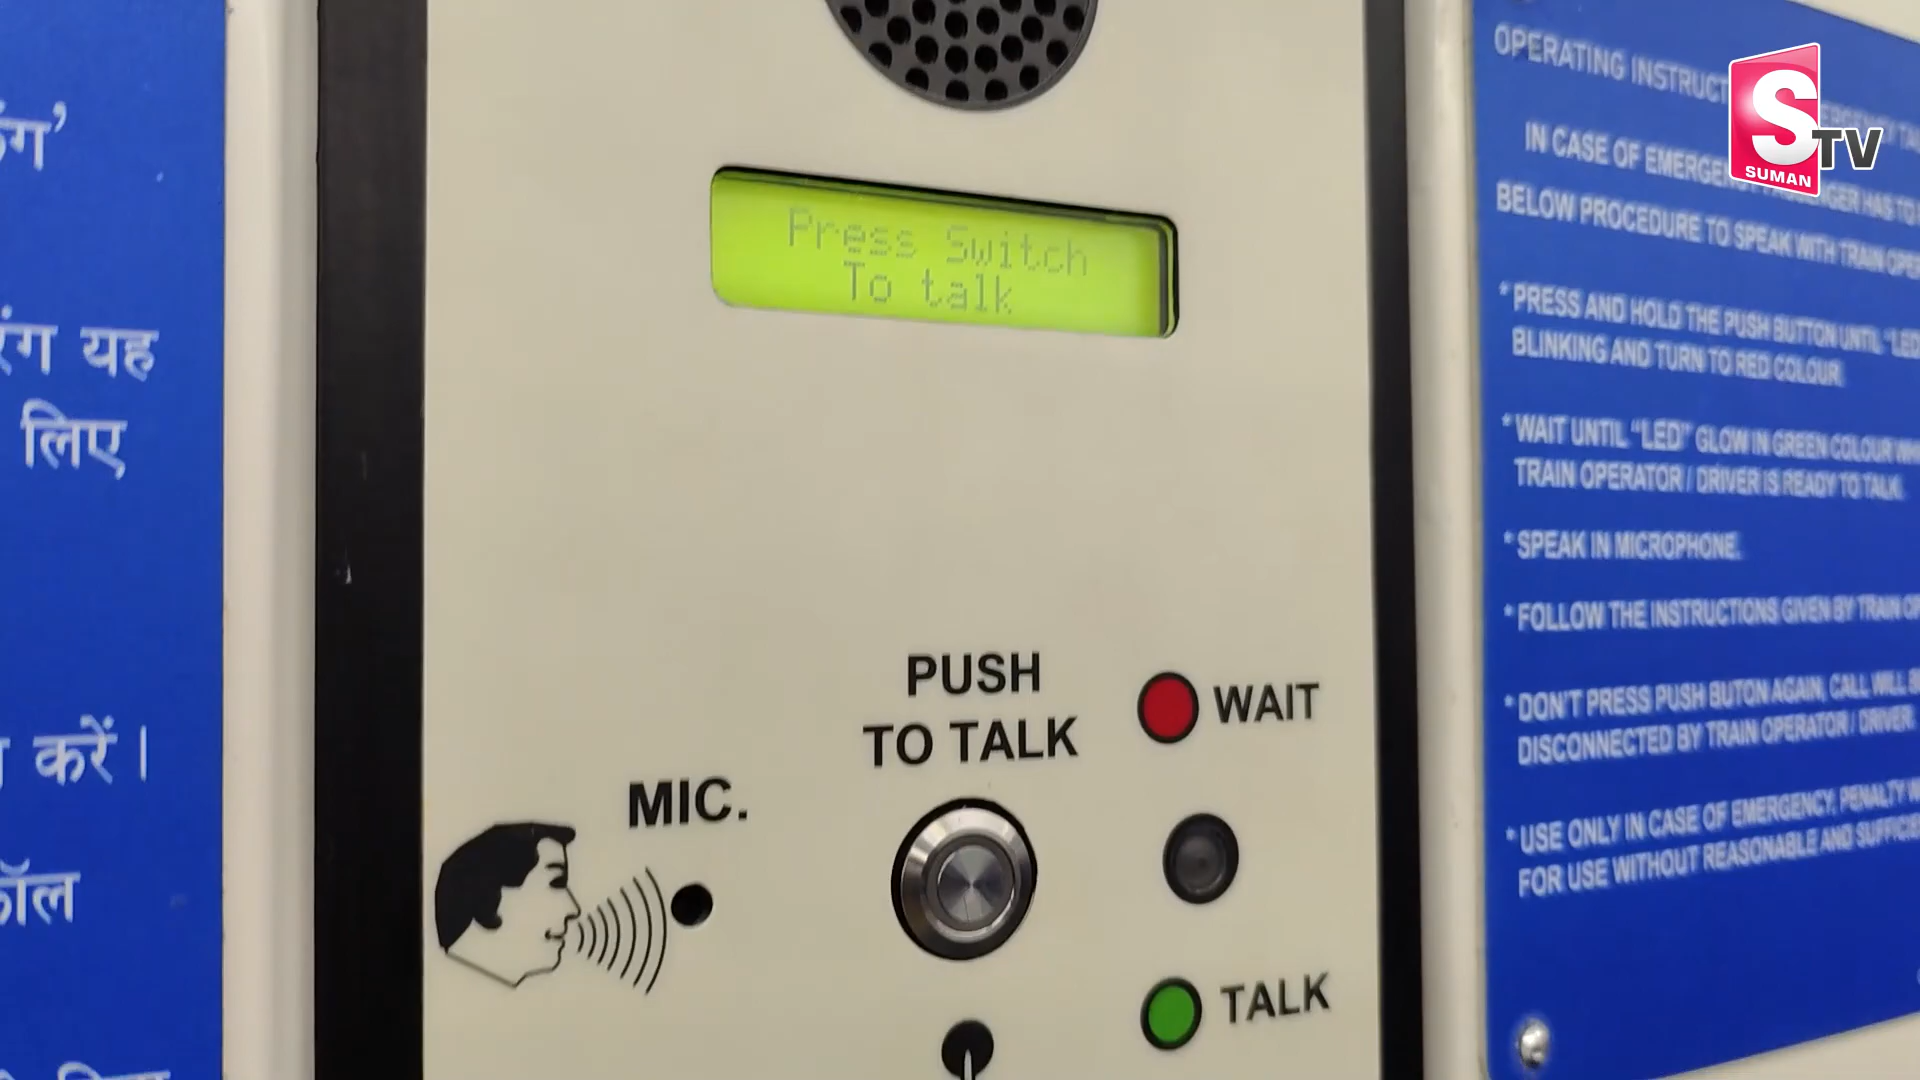 यह
लिए
करें।
कॉल
Press Switch
To talk
PUSH
TO TALK
WAIT
MIC.
TALK
S
TV
SUMAN
OPERATING
IN CASE OF
BELOW PROCEDURE TO SPEAK WITH TRAIN
* PRESS AND HOLD THE PUSH BUTTON UNTIL "LED
BLINKING AND TURN TO RED COLOUR.
* WAIT UNTIL "LED" GLOW IN GREEN COLOUR
TRAIN OPERATOR / DRIVER IS READY TO TALK.
* SPEAK IN MICROPHONE.
* FOLLOW THE INSTRUCTIONS GIVEN BY TRAIN
* DON'T PRESS PUSH BUTON AGAIN, CALL WILL
DISCONNECTED BY TRAIN OPERATOR / DRIVER.
* USE ONLY IN CASE OF EMERGENCY, PENALTY
FOR USE WITHOUT REASONABLE AND